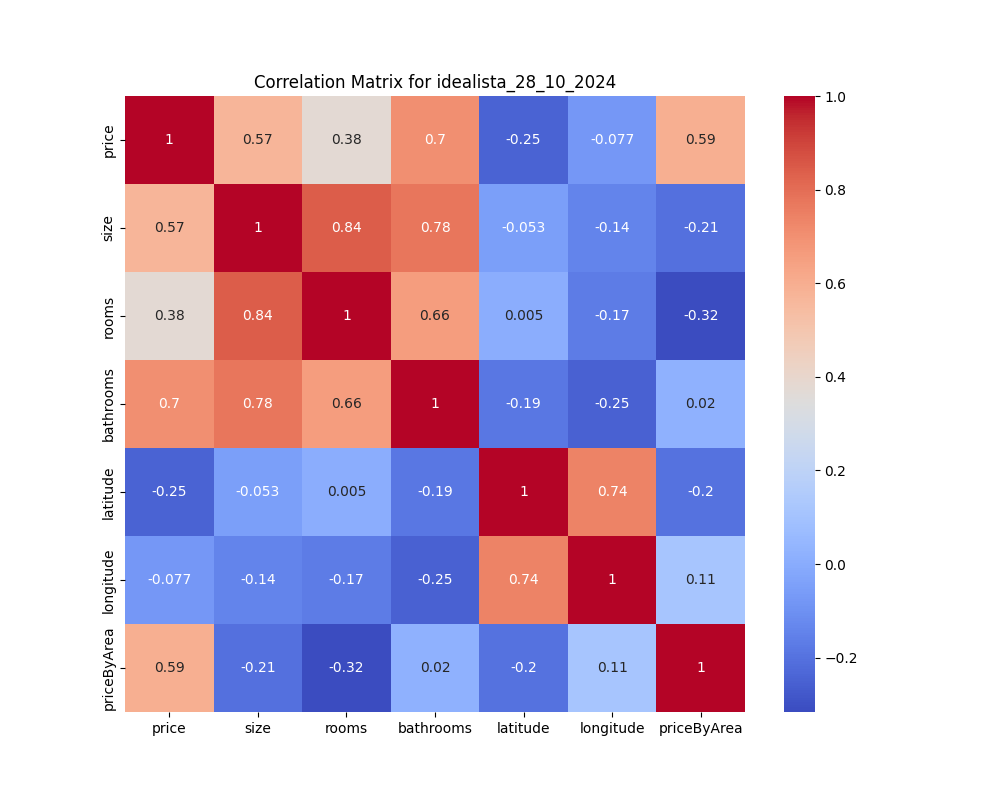 Correlation Matrix for idealista_28_10_2024
price 1 0.57 0.38 0.7 -0.25 -0.077 0.59
size 0.57 1 0.84 0.78 -0.053 -0.14 -0.21
rooms 0.38 0.84 1 0.66 0.005 -0.17 -0.32
bathrooms 0.7 0.78 0.66 1 -0.19 -0.25 0.02
latitude -0.25 -0.053 0.005 -0.19 1 0.74 -0.2
longitude -0.077 -0.14 -0.17 -0.25 0.74 1 0.11
priceByArea 0.59 -0.21 -0.32 0.02 -0.2 0.11 1
price size rooms bathrooms latitude longitude priceByArea
1.0
0.8
0.6
0.4
0.2
0.0
−0.2